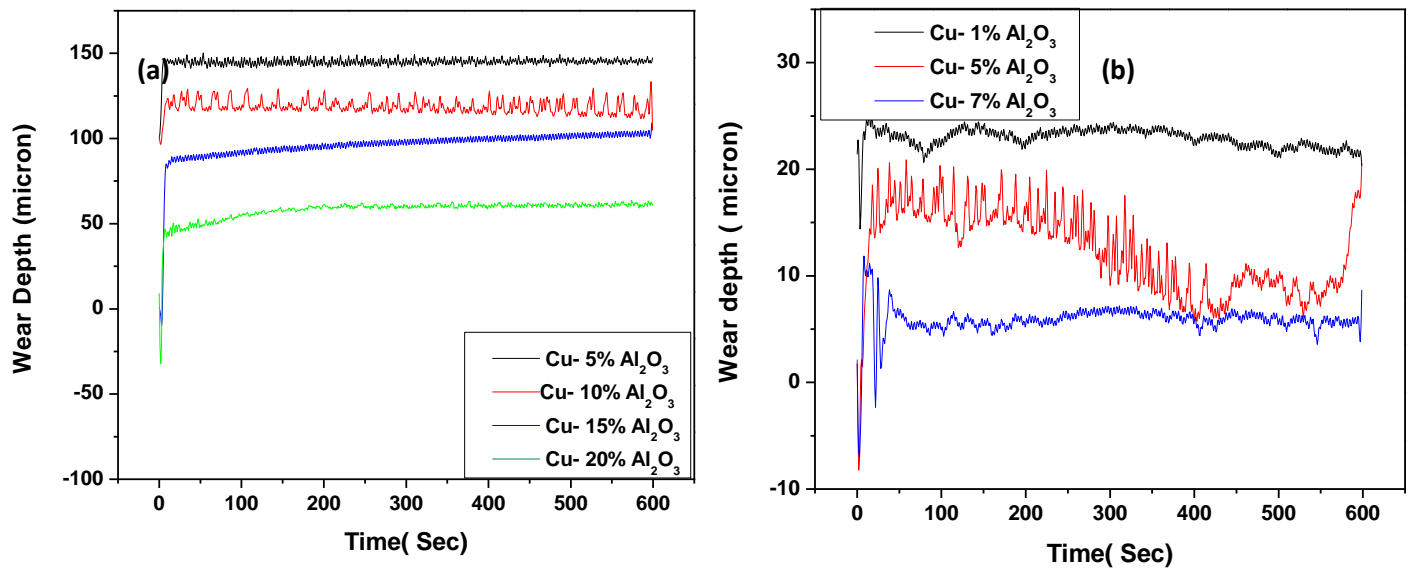 (a)
150
100
50
0
-50
-100
Wear Depth (micron)
Cu- 5% Al₂O₃
Cu- 10% Al₂O₃
Cu- 15% Al₂O₃
Cu- 20% Al₂O₃
0 100 200 300 400 500 600
Time( Sec)
35
30
20
10
0
-10
Wear depth ( micron)
Cu- 1% Al₂O₃
Cu- 5% Al₂O₃
Cu- 7% Al₂O₃
(b)
0 100 200 300 400 500 600
Time( Sec)